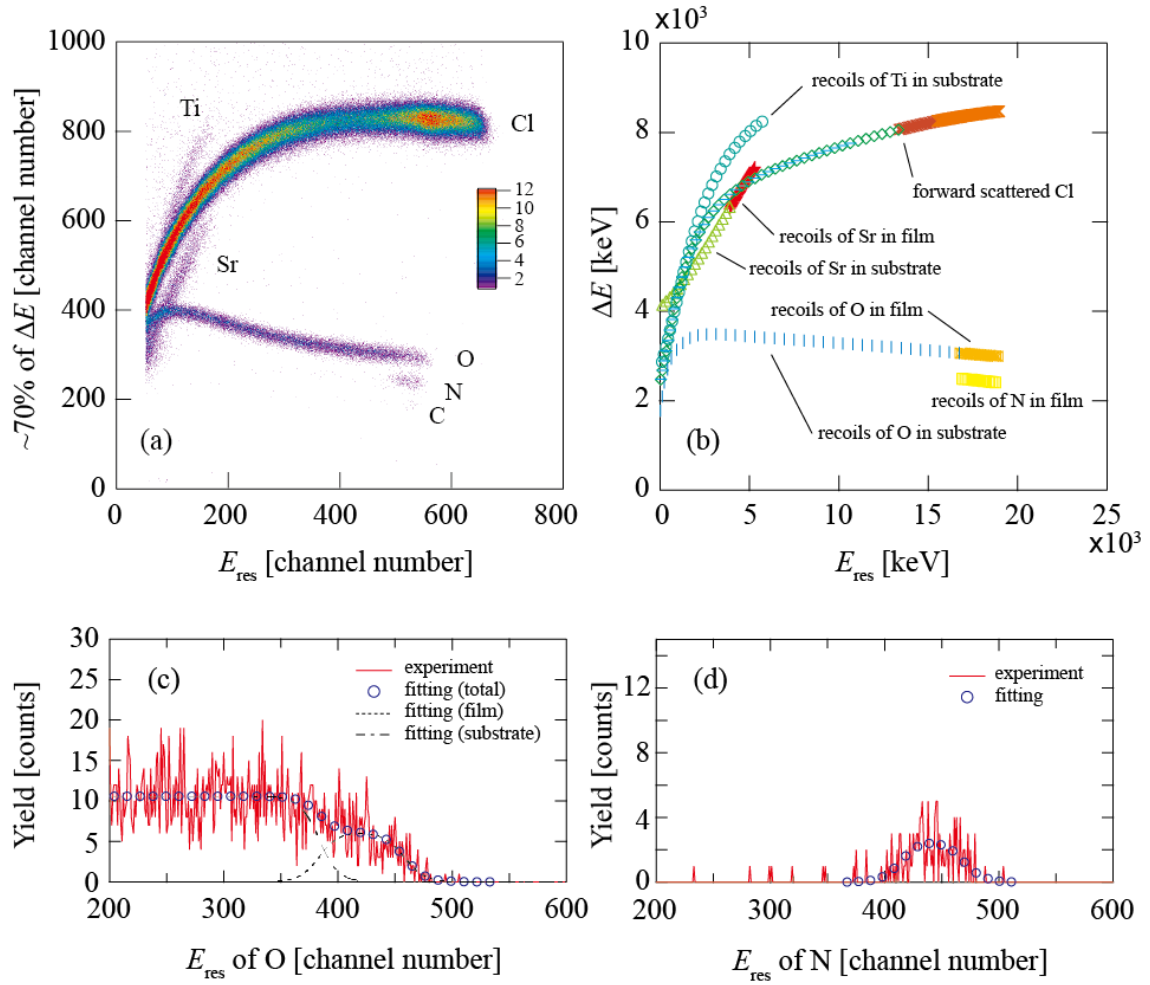 1000
800
600
400
200
0
~70% of ΔE [channel number]
Ti
Cl
Sr
O
N
C
12
10
8
6
4
2
(a)
0 200 400 600 800
E_res [channel number]
x10³
10
8
6
4
2
0
ΔE [keV]
recoils of Ti in substrate
forward scattered Cl
recoils of Sr in film
recoils of Sr in substrate
recoils of O in film
recoils of N in film
recoils of O in substrate
(b)
0 5 10 15 20 25
x10³
E_res [keV]
30
25
20
15
10
5
0
Yield [counts]
(c)
experiment
fitting (total)
fitting (film)
fitting (substrate)
200 300 400 500 600
E_res of O [channel number]
12
8
4
0
Yield [counts]
(d)
experiment
fitting
200 300 400 500 600
E_res of N [channel number]